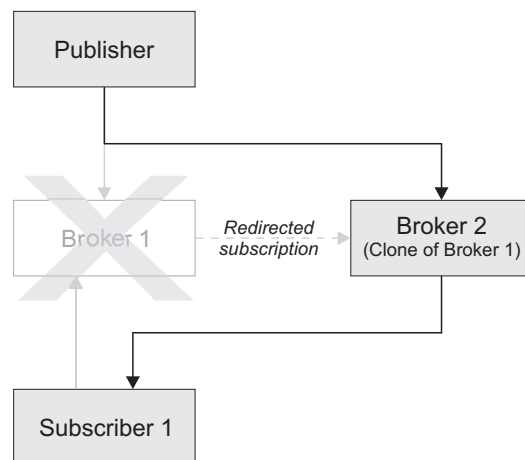 Publisher
Broker 1
Redirected
subscription
Broker 2
(Clone of Broker 1)
Subscriber 1